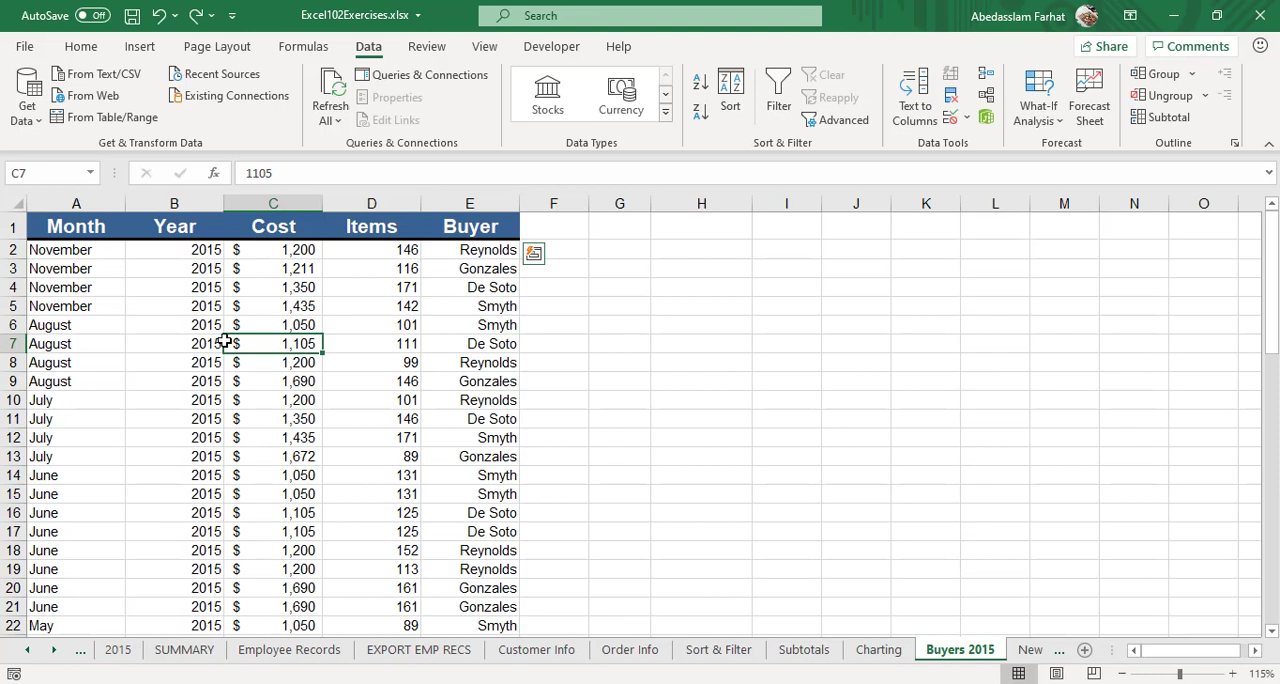 AutoSave Off Excel102Exercises.xlsx Search Abedasslam Farhat
File Home Insert Page Layout Formulas Data Review View Developer Help Share Comments
Get Data From Text/CSV From Web From Table/Range Recent Sources Existing Connections
Get & Transform Data
Refresh All Queries & Connections Properties Edit Links
Queries & Connections
Stocks Currency
Data Types
Sort Filter Clear Reapply Advanced
Sort & Filter
Text to Columns
Data Tools
What-If Analysis Forecast Sheet
Forecast
Group Ungroup Subtotal
Outline
C7 fx 1105
A B C D E F G H I J K L M N O
1 Month Year Cost Items Buyer
2 November 2015 $ 1,200 146 Reynolds
3 November 2015 $ 1,211 116 Gonzales
4 November 2015 $ 1,350 171 De Soto
5 November 2015 $ 1,435 142 Smyth
6 August 2015 $ 1,050 101 Smyth
7 August 2015 $ 1,105 111 De Soto
8 August 2015 $ 1,200 99 Reynolds
9 August 2015 $ 1,690 146 Gonzales
10 July 2015 $ 1,200 101 Reynolds
11 July 2015 $ 1,350 146 De Soto
12 July 2015 $ 1,435 171 Smyth
13 July 2015 $ 1,672 89 Gonzales
14 June 2015 $ 1,050 131 Smyth
15 June 2015 $ 1,050 131 Smyth
16 June 2015 $ 1,105 125 De Soto
17 June 2015 $ 1,105 125 De Soto
18 June 2015 $ 1,200 152 Reynolds
19 June 2015 $ 1,200 113 Reynolds
20 June 2015 $ 1,690 161 Gonzales
21 June 2015 $ 1,690 161 Gonzales
22 May 2015 $ 1,050 89 Smyth
... 2015 SUMMARY Employee Records EXPORT EMP RECS Customer Info Order Info Sort & Filter Subtotals Charting Buyers 2015 New ...
115%